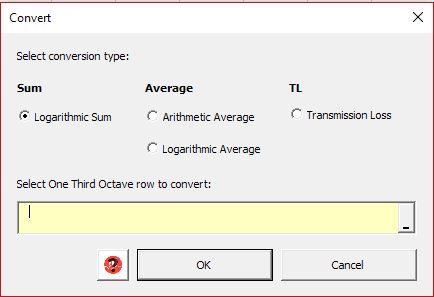 Convert
Select conversion type:
Sum Average TL
Logarithmic Sum Arithmetic Average Transmission Loss
Logarithmic Average
Select One Third Octave row to convert:
?
OK Cancel